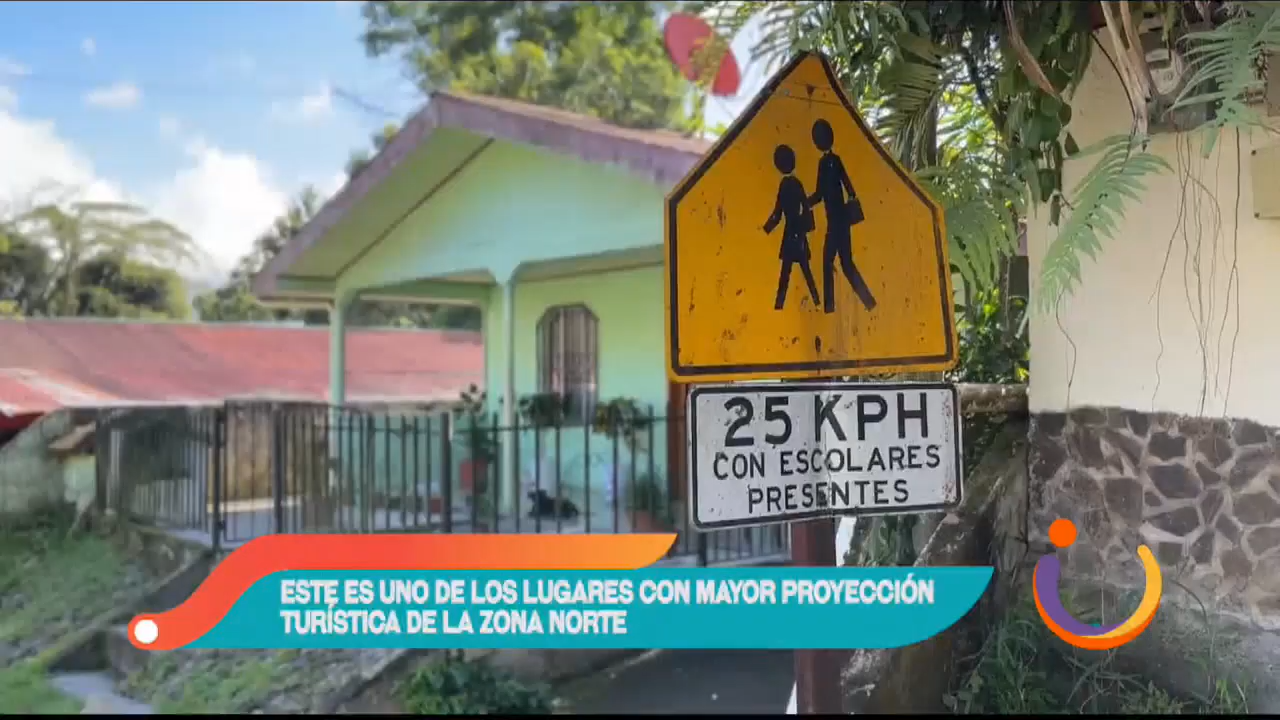 25 KPH
CON ESCOLARES
PRESENTES
ESTE ES UNO DE LOS LUGARES CON MAYOR PROYECCIÓN
TURÍSTICA DE LA ZONA NORTE